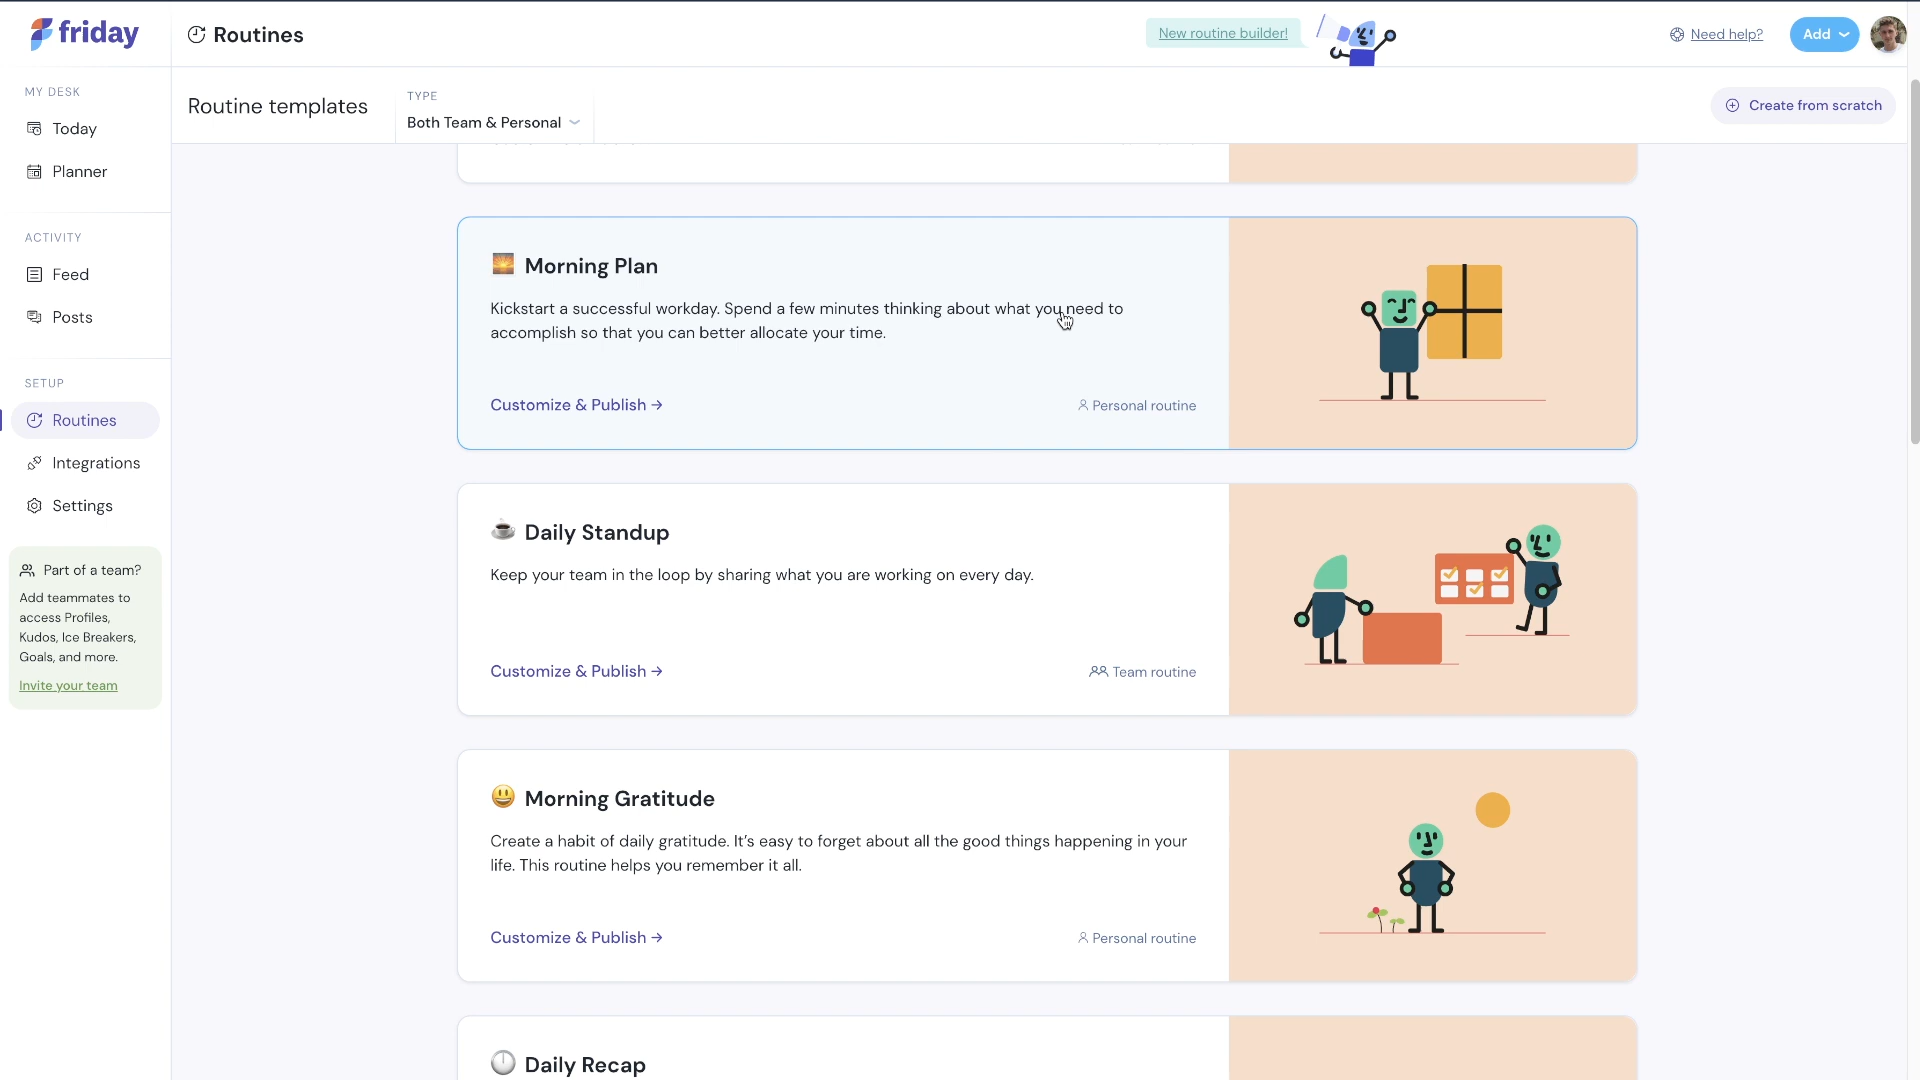 friday
Routines
New routine builder!
Need help?
Add
MY DESK
Today
Planner
ACTIVITY
Feed
Posts
SETUP
Routines
Integrations
Settings
Part of a team?
Add teammates to
access Profiles,
Kudos, Ice Breakers,
Goals, and more.
Invite your team
Routine templates
TYPE
Both Team & Personal
Create from scratch
Morning Plan
Kickstart a successful workday. Spend a few minutes thinking about what you need to
accomplish so that you can better allocate your time.
Customize & Publish →
Personal routine
Daily Standup
Keep your team in the loop by sharing what you are working on every day.
Customize & Publish →
Team routine
Morning Gratitude
Create a habit of daily gratitude. It's easy to forget about all the good things happening in your
life. This routine helps you remember it all.
Customize & Publish →
Personal routine
Daily Recap